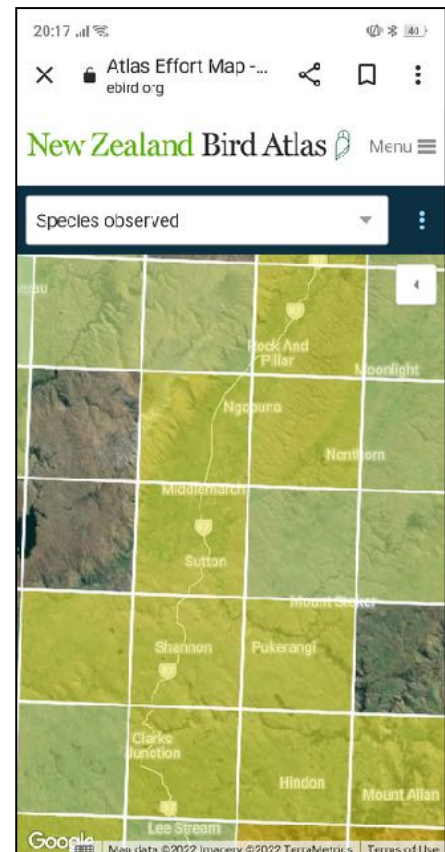 20:17
40
Atlas Effort Map -...
ebird.org
New Zealand Bird Atlas
Menu
Species observed
87
Rock And
Pillar
Moonlight
Ngapuna
Nenthorn
Middlemarch
87
Sutton
Mount Stoker
Shannon
Pukerangi
87
Clarks
Junction
Hindon
Mount Allan
Lee Stream
Google
Map data ©2022 Imagery ©2022 TerraMetrics
Terms of Use